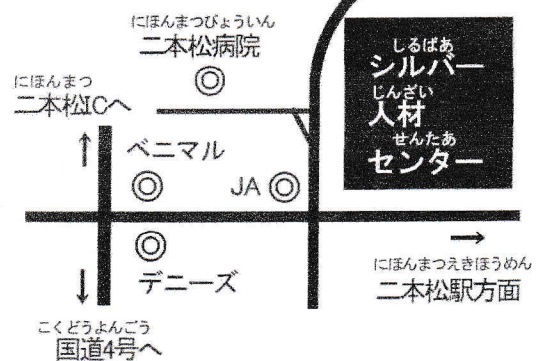 にほんまつびょういん
二本松病院
しるばあ
シルバー
じんざい
人材
せんたあ
センター
にほんまつ
二本松ICへ
↑
ベニマル
JA
→
にほんまつえきほうめん
二本松駅方面
デニーズ
↓
こくどうよんごう
国道4号へ